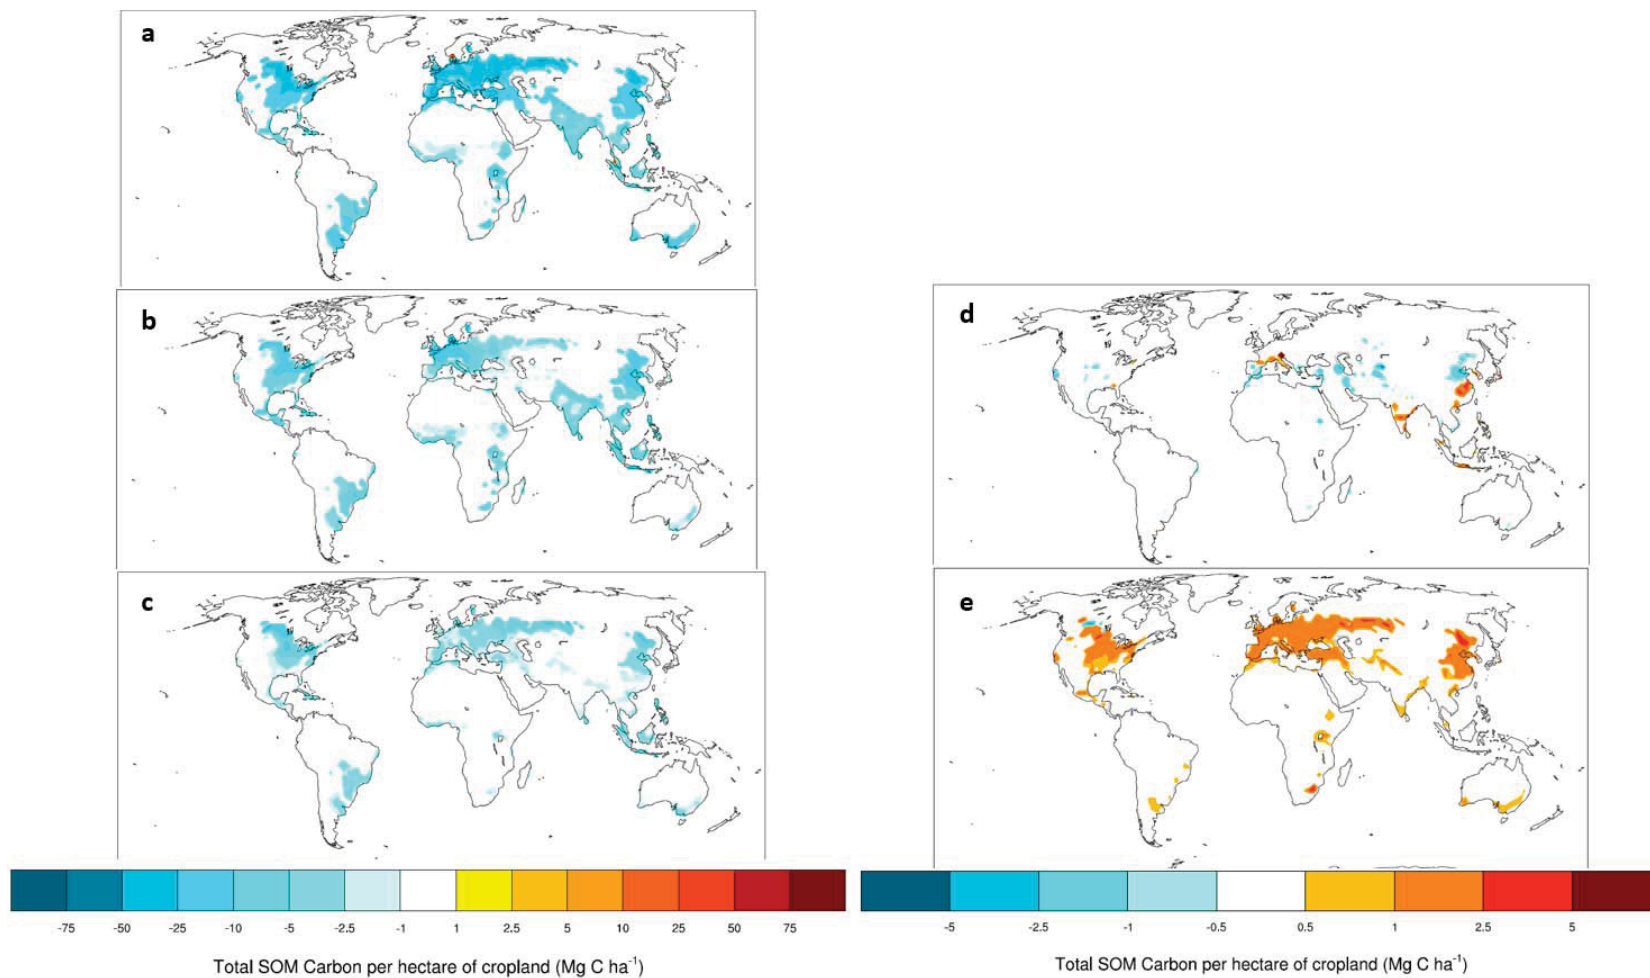 a
b
d
c
e
-75 -50 -25 -10 -5 -2.5 -1 1 2.5 5 10 25 50 75
-5 -2.5 -1 -0.5 0.5 1 2.5 5
Total SOM Carbon per hectare of cropland (Mg C ha⁻¹)
Total SOM Carbon per hectare of cropland (Mg C ha⁻¹)